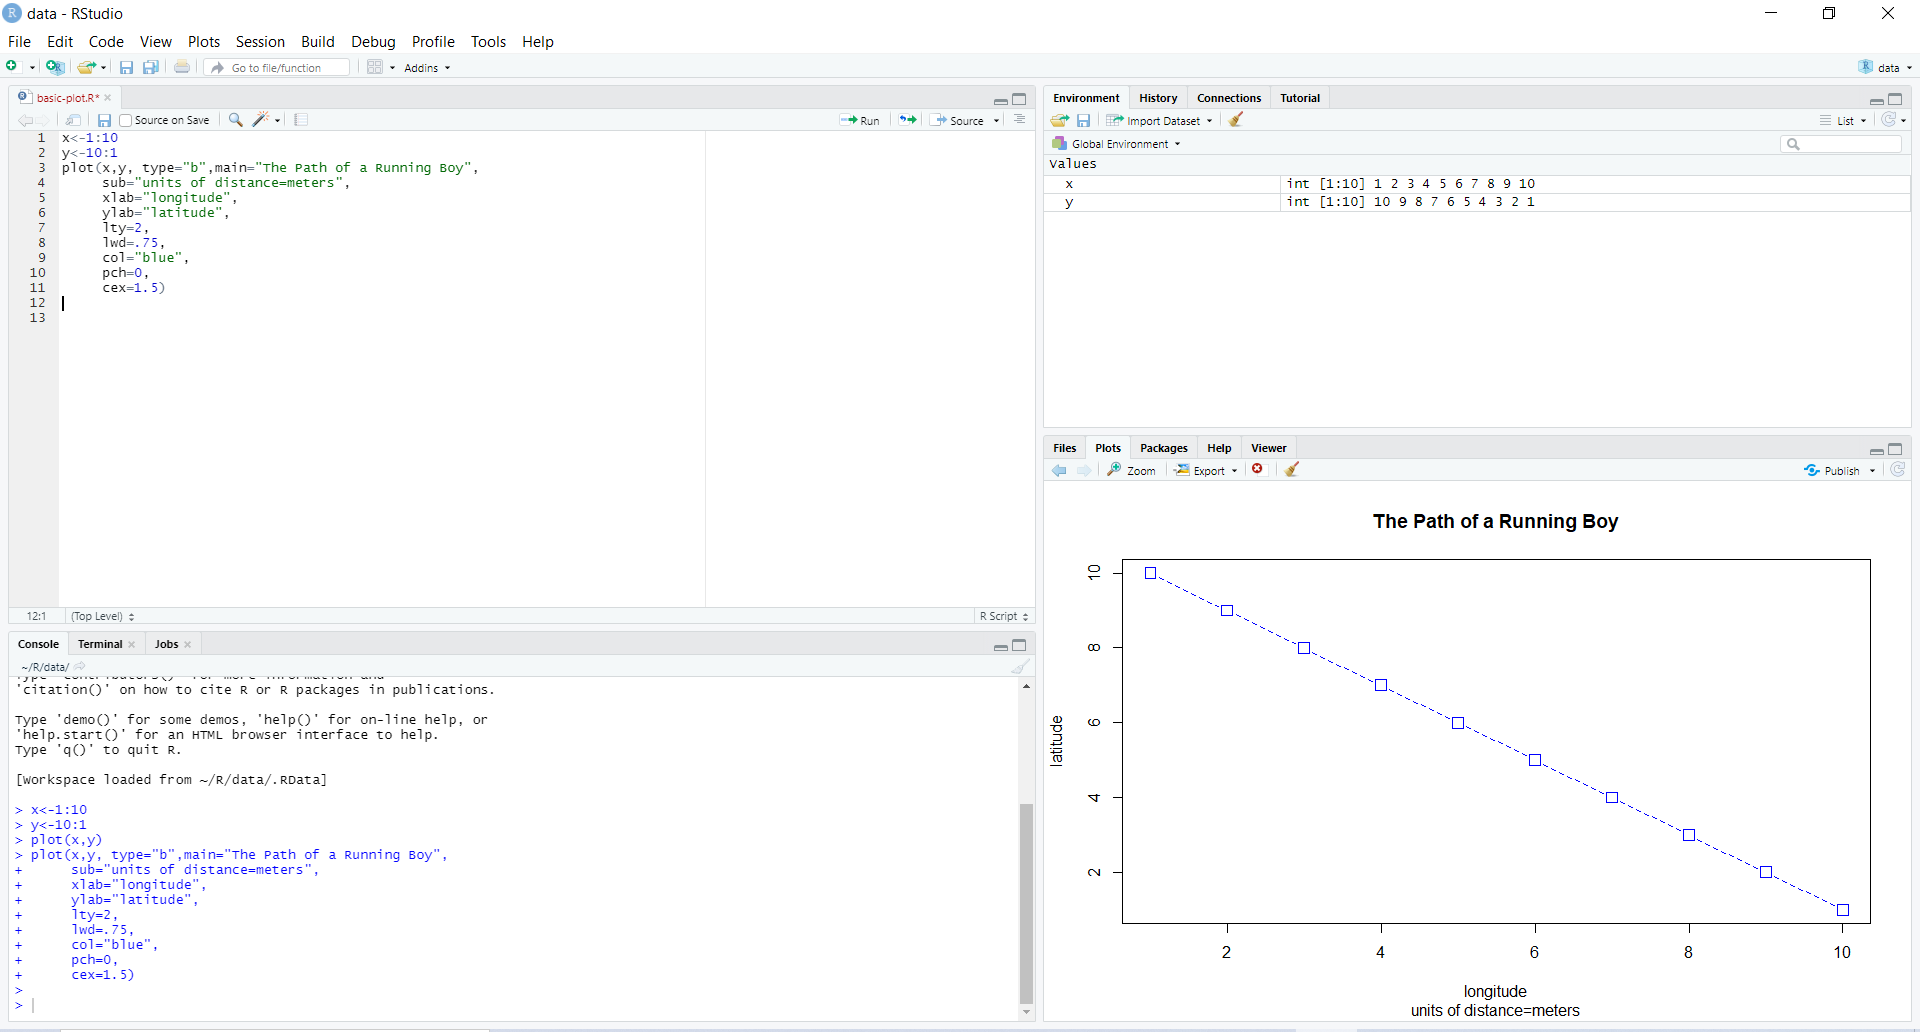 data - RStudio
File Edit Code View Plots Session Build Debug Profile Tools Help
Go to file/function Addins data
basic-plot.R*
Source on Save Run Source
1 x<-1:10
2 y<-10:1
3 plot(x,y, type="b",main="The Path of a Running Boy",
4 sub="units of distance=meters",
5 xlab="longitude",
6 ylab="latitude",
7 lty=2,
8 lwd=.75,
9 col="blue",
10 pch=0,
11 cex=1.5)
12
13
12:1 (Top Level) R Script
Console Terminal Jobs
~/R/data/
'citation()' on how to cite R or R packages in publications.
Type 'demo()' for some demos, 'help()' for on-line help, or
'help.start()' for an HTML browser interface to help.
Type 'q()' to quit R.
[Workspace loaded from ~/R/data/.RData]
> x<-1:10
> y<-10:1
> plot(x,y)
> plot(x,y, type="b",main="The Path of a Running Boy",
+ sub="units of distance=meters",
+ xlab="longitude",
+ ylab="latitude",
+ lty=2,
+ lwd=.75,
+ col="blue",
+ pch=0,
+ cex=1.5)
>
>
Environment History Connections Tutorial
Import Dataset List
Global Environment
Values
x int [1:10] 1 2 3 4 5 6 7 8 9 10
y int [1:10] 10 9 8 7 6 5 4 3 2 1
Files Plots Packages Help Viewer
Zoom Export Publish
The Path of a Running Boy
latitude
10
8
6
4
2
2 4 6 8 10
longitude
units of distance=meters